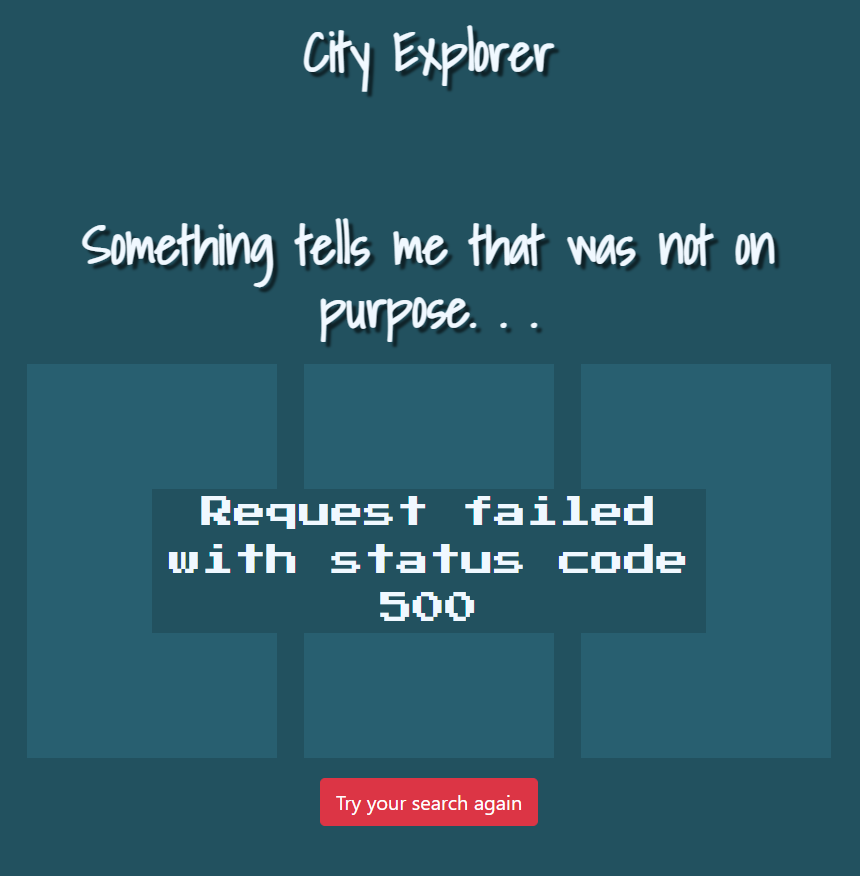 City Explorer
Something tells me that was not on
purpose. . .
Request failed
with status code
500
Try your search again